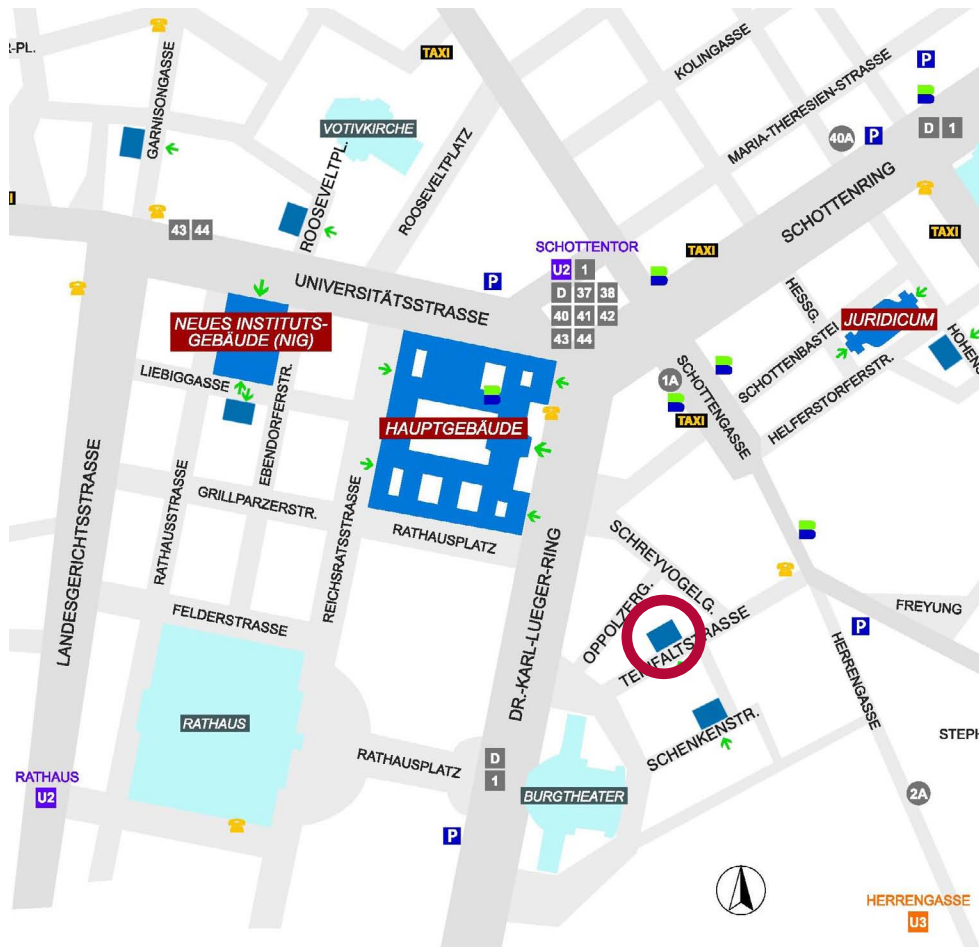 R-PL.
GARNISONGASSE
TAXI
KOLINGASSE
P
VOTIVKIRCHE
MARIA-THERESIEN-STRASSE
40A
P
D 1
ROOSEVELTPL.
ROOSEVELTPLATZ
43 44
SCHOTTENTOR
U2 1
D 37 38
40 41 42
43 44
TAXI
SCHOTTENRING
TAXI
P
UNIVERSITÄTSSTRASSE
NEUES INSTITUTS-
GEBÄUDE (NIG)
HESSG.
JURIDICUM
SCHOTTENBASTEI
HELFERSTORFERSTR.
LIEBIGGASSE
EBENDORFERSTR.
1A
SCHOTTENGASSE
TAXI
HAUPTGEBÄUDE
LANDESGERICHTSSTRASSE
RATHAUSSTRASSE
GRILLPARZERSTR.
REICHSRATSSTRASSE
RATHAUSPLATZ
DR.-KARL-LUEGER-RING
SCHREYVOGELG.
OPPOLZERG.
TEINFALTSTRASSE
FELDERSTRASSE
FREYUNG
P
HERRENGASSE
RATHAUS
SCHENKENSTR.
STEPH
RATHAUSPLATZ
D
1
BURGTHEATER
RATHAUS
U2
2A
P
HERRENGASSE
U3